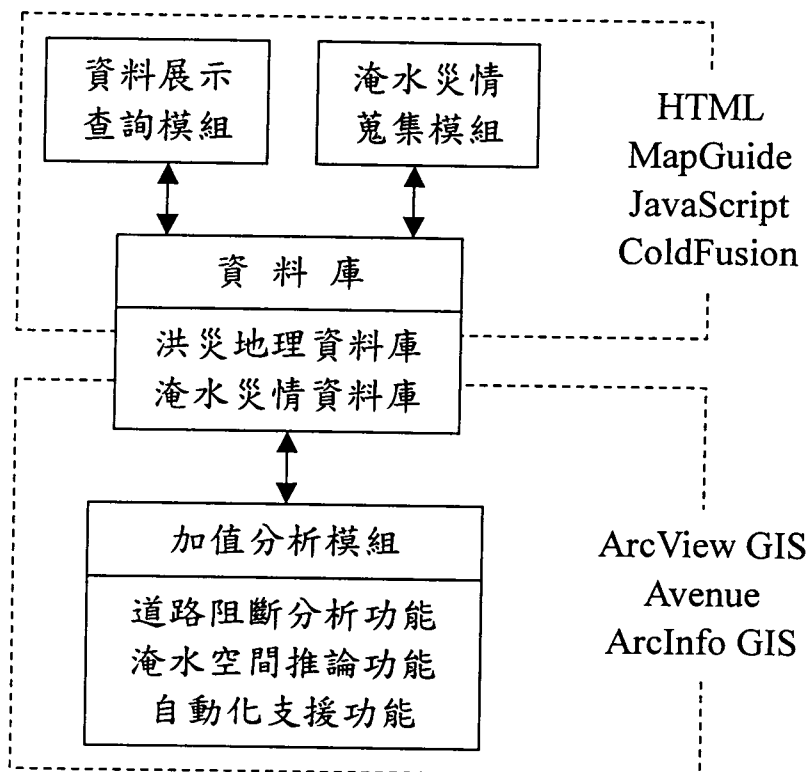 資料展示
查詢模組
淹水災情
蒐集模組
HTML
MapGuide
JavaScript
ColdFusion
資料庫
洪災地理資料庫
淹水災情資料庫
加值分析模組
道路阻斷分析功能
淹水空間推論功能
自動化支援功能
ArcView GIS
Avenue
ArcInfo GIS